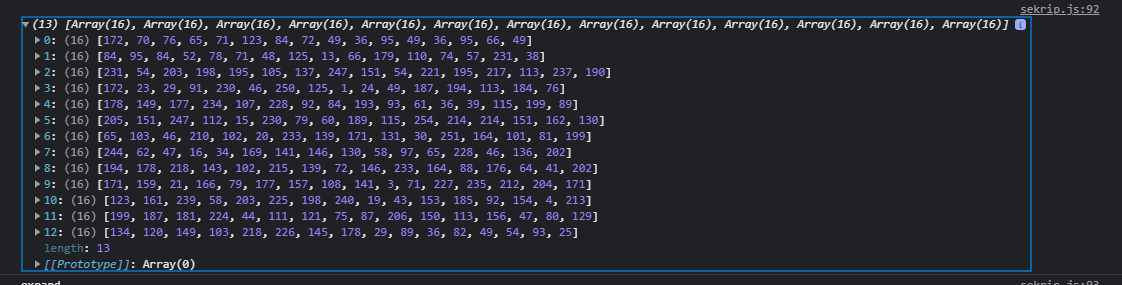 sekrip.js:92
(13) [Array(16), Array(16), Array(16), Array(16), Array(16), Array(16), Array(16), Array(16), Array(16), Array(16), Array(16), Array(16), Array(16)] i
0: (16) [172, 70, 76, 65, 71, 123, 84, 72, 49, 36, 95, 49, 36, 95, 66, 49]
1: (16) [84, 95, 84, 52, 78, 71, 48, 125, 13, 66, 179, 110, 74, 57, 231, 38]
2: (16) [231, 54, 203, 198, 195, 105, 137, 247, 151, 54, 221, 195, 217, 113, 237, 190]
3: (16) [172, 23, 29, 91, 230, 46, 250, 125, 1, 24, 49, 187, 194, 113, 184, 76]
4: (16) [178, 149, 177, 234, 107, 228, 92, 84, 193, 93, 61, 36, 39, 115, 199, 89]
5: (16) [205, 151, 247, 112, 15, 230, 79, 60, 189, 115, 254, 214, 214, 151, 162, 130]
6: (16) [65, 103, 46, 210, 102, 20, 233, 139, 171, 131, 30, 251, 164, 101, 81, 199]
7: (16) [244, 62, 47, 16, 34, 169, 141, 146, 130, 58, 97, 65, 228, 46, 136, 202]
8: (16) [194, 178, 218, 143, 102, 215, 139, 72, 146, 233, 164, 88, 176, 64, 41, 202]
9: (16) [171, 159, 21, 166, 79, 177, 157, 108, 141, 3, 71, 227, 235, 212, 204, 171]
10: (16) [123, 161, 239, 58, 203, 225, 198, 240, 19, 43, 153, 185, 92, 154, 4, 213]
11: (16) [199, 187, 181, 224, 44, 111, 121, 75, 87, 206, 150, 113, 156, 47, 80, 129]
12: (16) [134, 120, 149, 103, 218, 226, 145, 178, 29, 89, 36, 82, 49, 54, 93, 25]
length: 13
[[Prototype]]: Array(0)
expand
sekrip.js:93